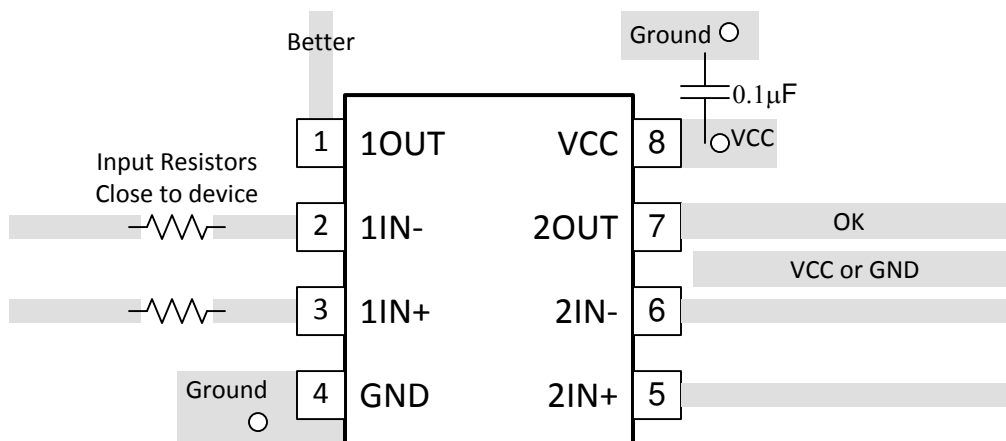 Better
Ground
0.1µF
1 1OUT VCC 8 VCC
Input Resistors
Close to device
2 1IN- 2OUT 7 OK
VCC or GND
3 1IN+ 2IN- 6
Ground
4 GND 2IN+ 5